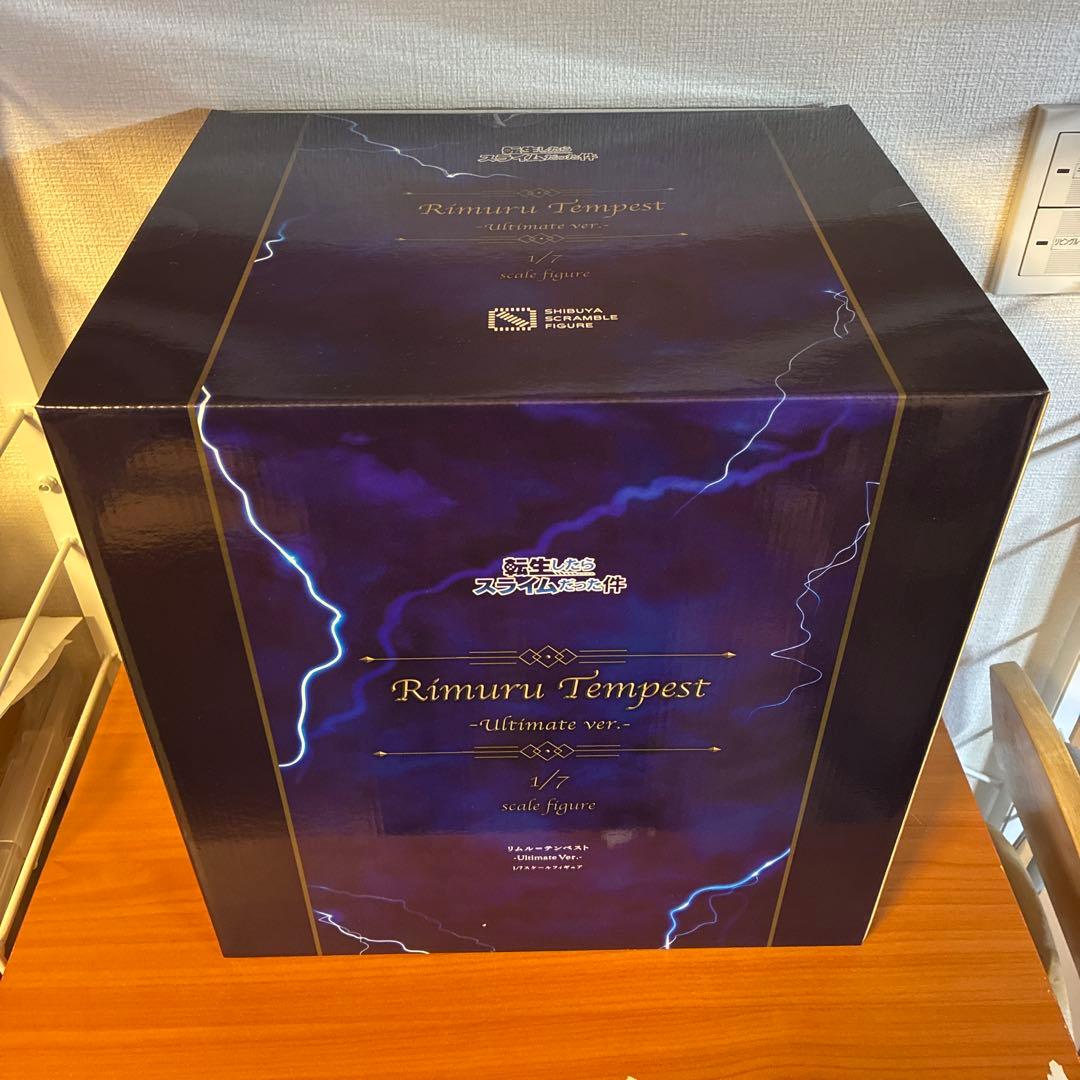 転生したら
スライムだった件
Rimuru Tempest
-Ultimate ver.-
1/7
scale figure
SHIBUYA
SCRAMBLE
FIGURE
転生したら
スライムだった件
Rimuru Tempest
-Ultimate ver.-
1/7
scale figure
リムルーテンペスト
-Ultimate Ver.-
1/7スケールフィギュア